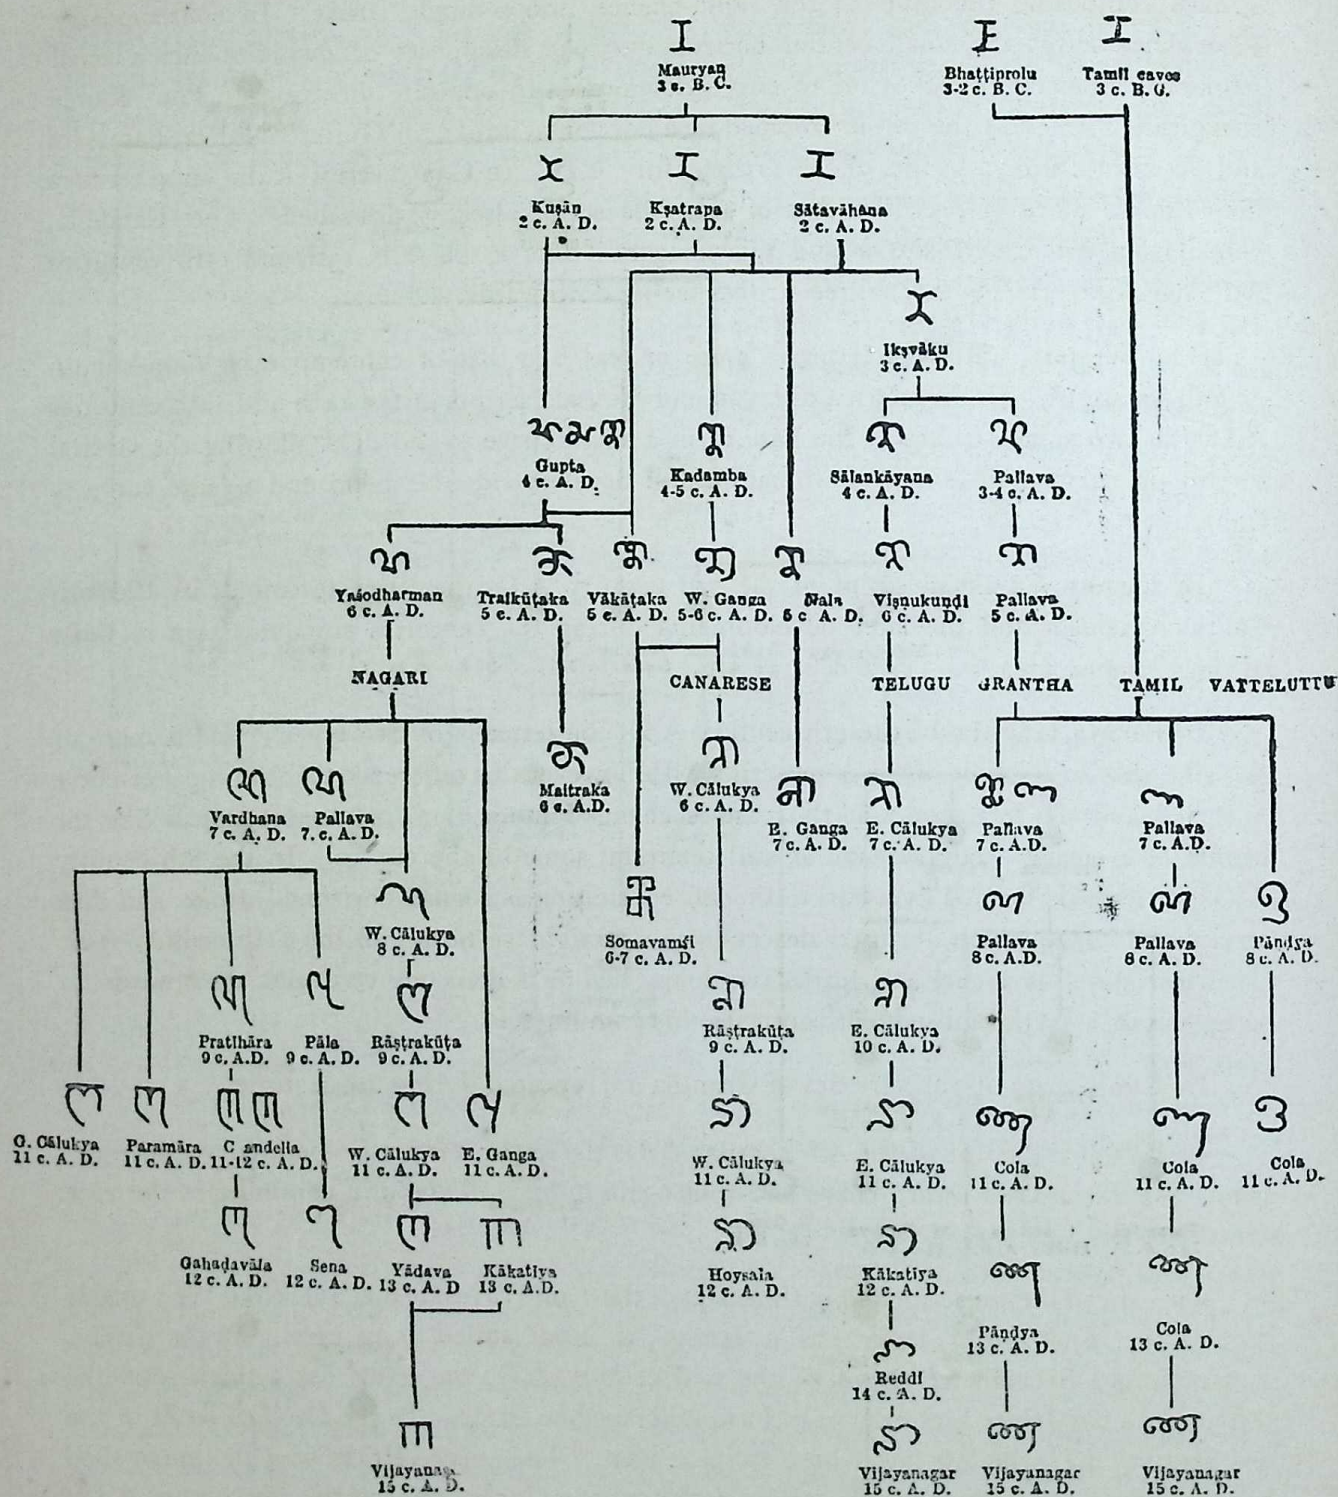 Mauryan
3 c. B. C.
Bhaṭṭiprolu
3-2 c. B. C.
Tamil caves
3 c. B. C.
Kuṣān
2 c. A. D.
Kṣatrapa
2 c. A. D.
Sātavāhana
2 c. A. D.
Ikṣvāku
3 c. A. D.
Gupta
4 c. A. D.
Kadamba
4-5 c. A. D.
Sālankāyana
4 c. A. D.
Pallava
3-4 c. A. D.
Yaśodharman
6 c. A. D.
Traikūṭaka
5 c. A. D.
Vākāṭaka
5 c. A. D.
W. Ganga
5-6 c. A. D.
Nala
6 c A. D.
Viṣṇukundi
6 c. A. D.
Pallava
5 c. A. D.
NAGARI
CANARESE
TELUGU
GRANTHA
TAMIL
VATTELUTTU
Vardhana
7 c. A. D.
Pallava
7. c. A. D.
Maitraka
6 c. A.D.
W. Cālukya
6 c. A. D.
E. Ganga
7 c. A. D.
E. Cālukya
7 c. A. D.
Pallava
7 c. A.D.
Pallava
7 c. A.D.
W. Cālukya
8 c. A. D.
Somavamśi
6-7 c. A. D.
Pallava
8 c. A.D.
Pallava
8 c. A. D.
Pāndya
8 c. A. D.
Pratihāra
9 c. A.D.
Pāla
9 c. A. D.
Rāṣṭrakūṭa
9 c. A.D.
Rāṣṭrakūṭa
9 c. A. D.
E. Cālukya
10 c. A. D.
G. Cālukya
11 c. A. D.
Paramāra
11 c. A. D.
C andella
11-12 c. A. D.
W. Cālukya
11 c. A. D.
E. Ganga
11 c. A. D.
W. Cālukya
11 c. A. D.
E. Cālukya
11 c. A. D.
Cola
11 c. A. D.
Cola
11 c. A. D.
Cola
11 c. A. D.
Gahaḍavāla
12 c. A. D.
Sena
12 c. A. D.
Yādava
13 c. A. D
Kākatiya
13 c. A.D.
Hoysala
12 c. A. D.
Kākatiya
12 c. A. D.
Pāṇḍya
13 c. A. D.
Cola
13 c. A. D.
Reddi
14 c. A. D.
Vijayanagar
15 c. A. D.
Vijayanagar
15 c. A. D.
Vijayanagar
15 c. A. D.
Vijayanagar
15 c. A. D.